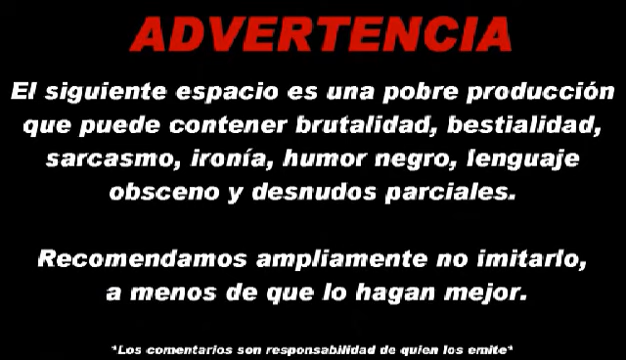 ADVERTENCIA
El siguiente espacio es una pobre producción
que puede contener brutalidad, bestialidad,
sarcasmo, ironía, humor negro, lenguaje
obsceno y desnudos parciales.
Recomendamos ampliamente no imitarlo,
a menos de que lo hagan mejor.
*Los comentarios son responsabilidad de quien los emite*